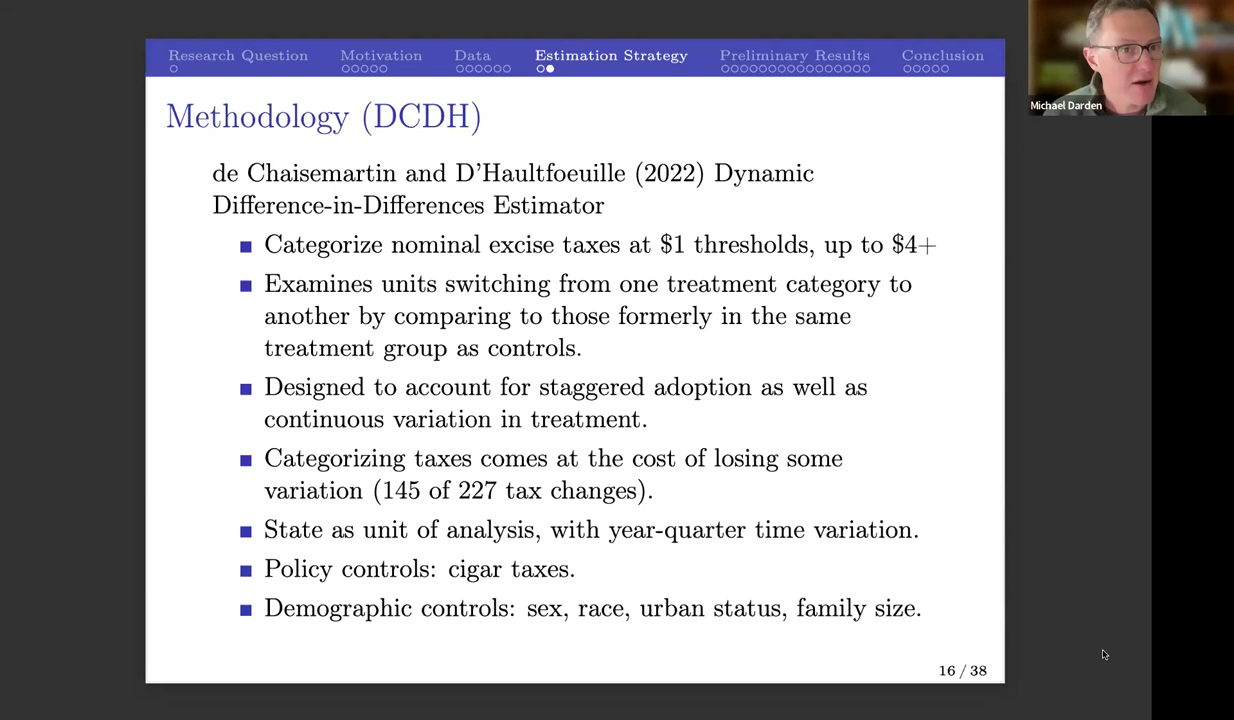 Research Question Motivation Data Estimation Strategy Preliminary Results Conclusion
Methodology (DCDH)
de Chaisemartin and D'Haultfoeuille (2022) Dynamic
Difference-in-Differences Estimator
Categorize nominal excise taxes at $1 thresholds, up to $4+
Examines units switching from one treatment category to
another by comparing to those formerly in the same
treatment group as controls.
Designed to account for staggered adoption as well as
continuous variation in treatment.
Categorizing taxes comes at the cost of losing some
variation (145 of 227 tax changes).
State as unit of analysis, with year-quarter time variation.
Policy controls: cigar taxes.
Demographic controls: sex, race, urban status, family size.
16 / 38
Michael Darden